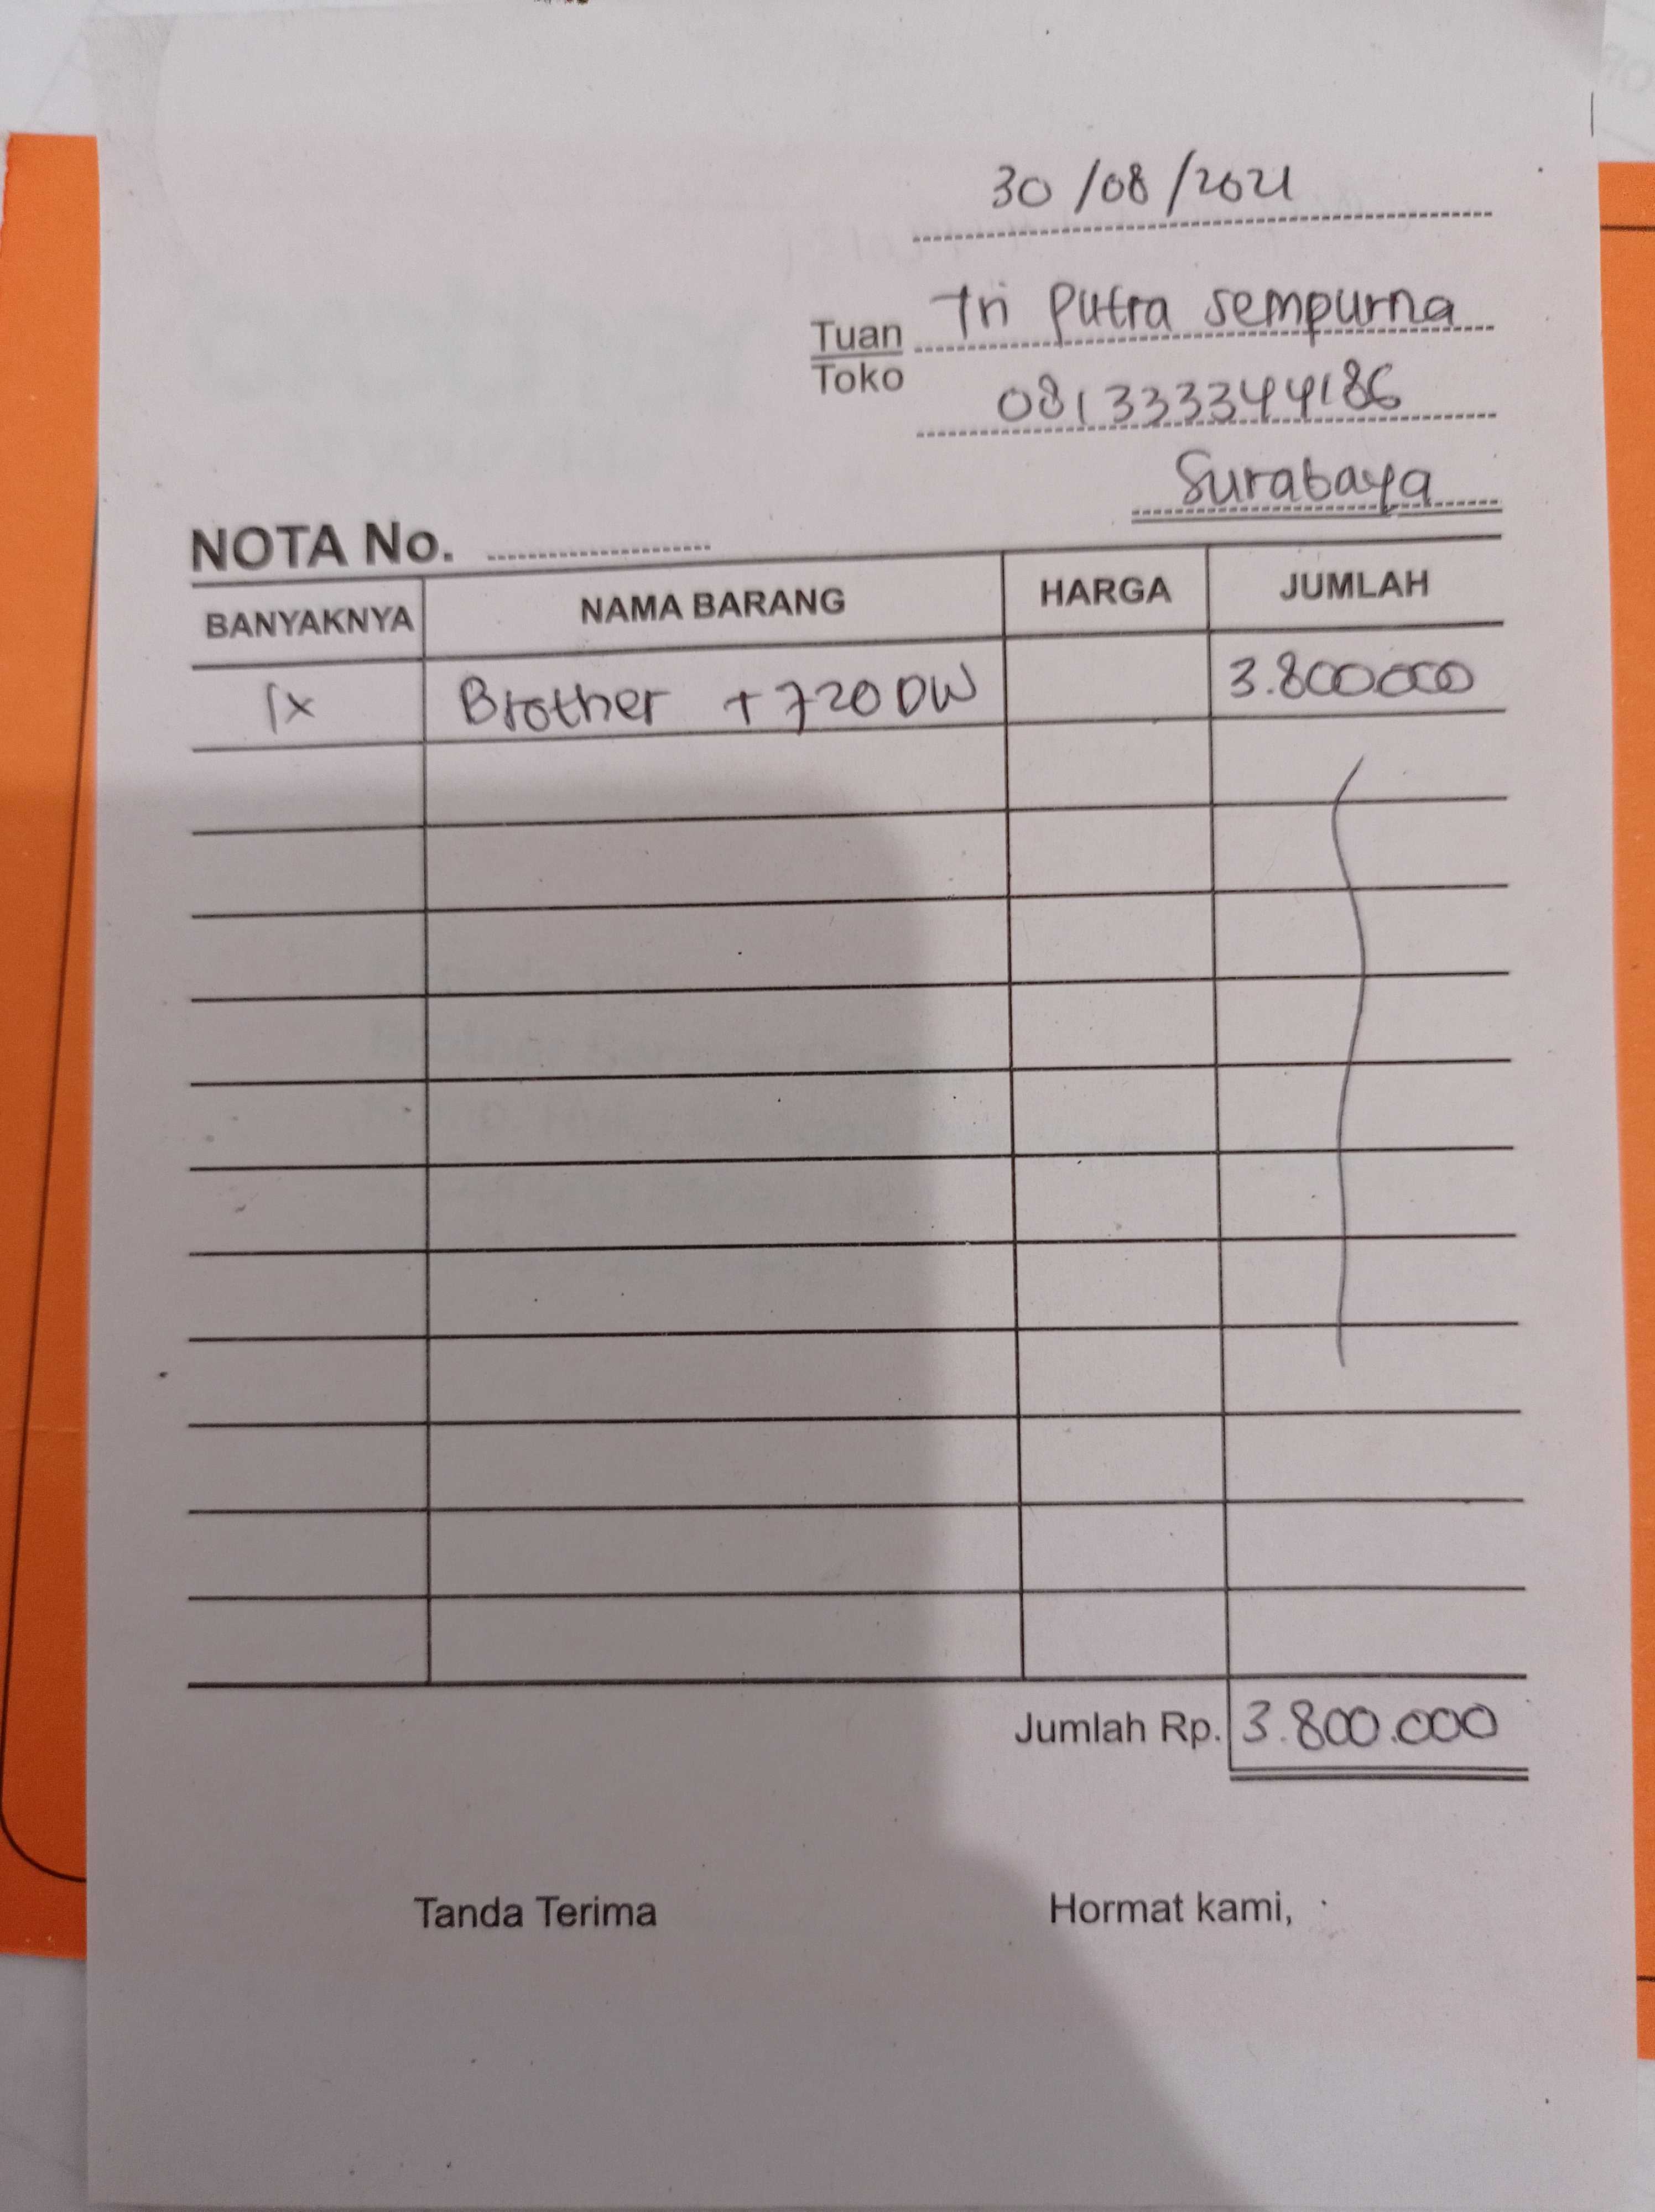 30/08/2021
Tuan Tri Putra Sempurna
Toko 081333344186
Surabaya
NOTA No.
BANYAKNYA NAMA BARANG HARGA JUMLAH
1x Brother +720DW 3.800000
Jumlah Rp. 3.800.000
Tanda Terima Hormat kami,